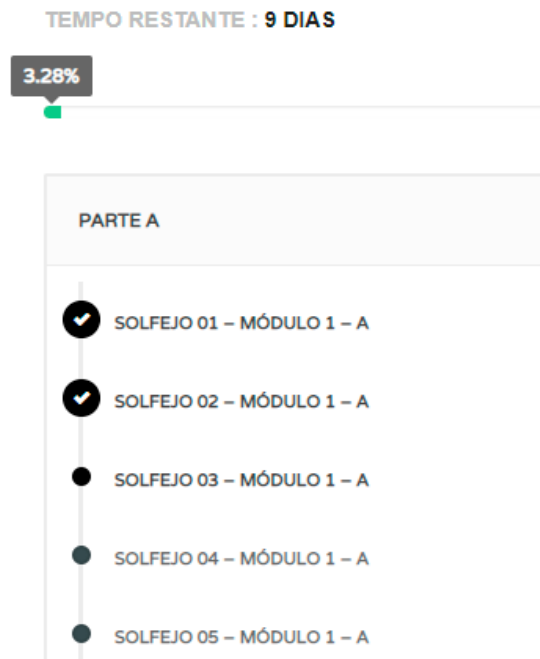 TEMPO RESTANTE : 9 DIAS
3.28%
PARTE A
SOLFEJO 01 – MÓDULO 1 – A
SOLFEJO 02 – MÓDULO 1 – A
SOLFEJO 03 – MÓDULO 1 – A
SOLFEJO 04 – MÓDULO 1 – A
SOLFEJO 05 – MÓDULO 1 – A